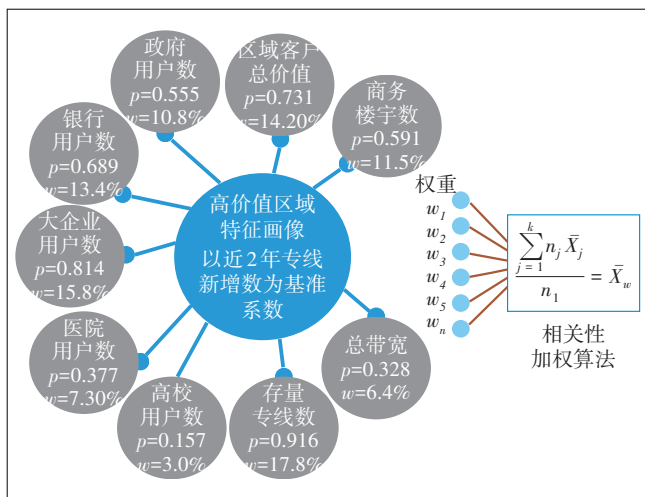 政府
用户数
p=0.555
w=10.8%
区域客户
总价值
p=0.731
w=14.20%
商务
楼宇数
p=0.591
w=11.5%
银行
用户数
p=0.689
w=13.4%
大企业
用户数
p=0.814
w=15.8%
医院
用户数
p=0.377
w=7.30%
高校
用户数
p=0.157
w=3.0%
存量
专线数
p=0.916
w=17.8%
总带宽
p=0.328
w=6.4%
高价值区域
特征画像
以近2年专线
新增数为基准
系数
权重
w₁
w₂
w₃
w₄
w₅
wₙ
k
∑ nⱼ X̄ⱼ
j = 1
n₁
= X̄_w
相关性
加权算法